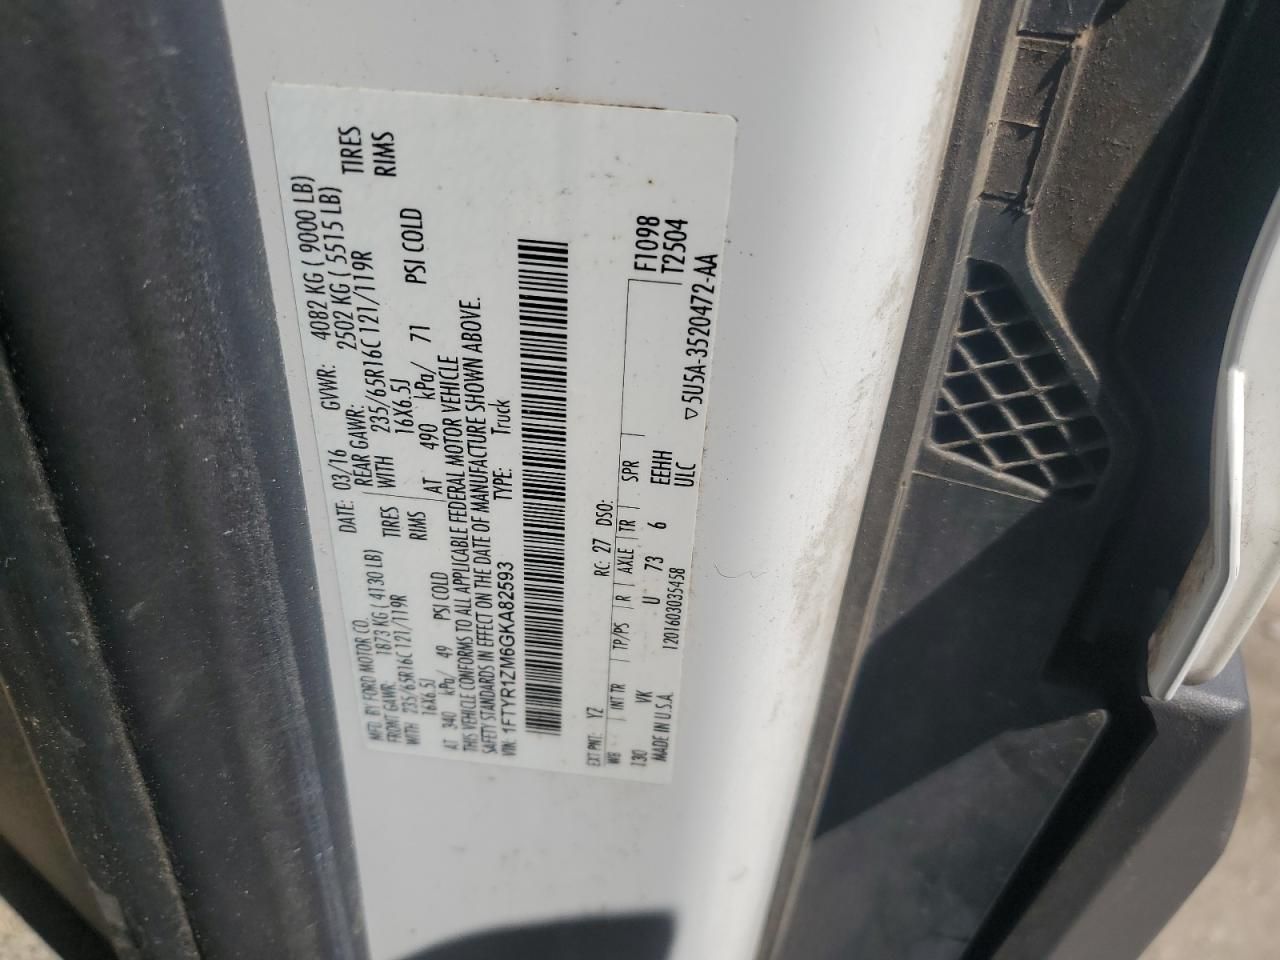 MFD. BY FORD MOTOR CO.
DATE: 03/16 GVWR: 4082 KG ( 9000 LB)
FRONT GAWR: 1873 KG ( 4130 LB) REAR GAWR: 2502 KG ( 5515 LB)
WITH 235/65R16C 121/119R TIRES WITH 235/65R16C 121/119R TIRES
16X6.5J RIMS 16X6.5J RIMS
AT 340 kPa/ 49 PSI COLD AT 490 kPa/ 71 PSI COLD
THIS VEHICLE CONFORMS TO ALL APPLICABLE FEDERAL MOTOR VEHICLE
SAFETY STANDARDS IN EFFECT ON THE DATE OF MANUFACTURE SHOWN ABOVE.
VIN: 1FTYR1ZM6GKA82593 TYPE: Truck
EXT PNT: YZ RC: 27 DSO: F1098
WB INT TR TP/PS R AXLE TR SPR T2504
130 VK U 73 6 EEHH
MADE IN U.S.A. 1201603035458 ULC ▽5U5A-3520472-AA